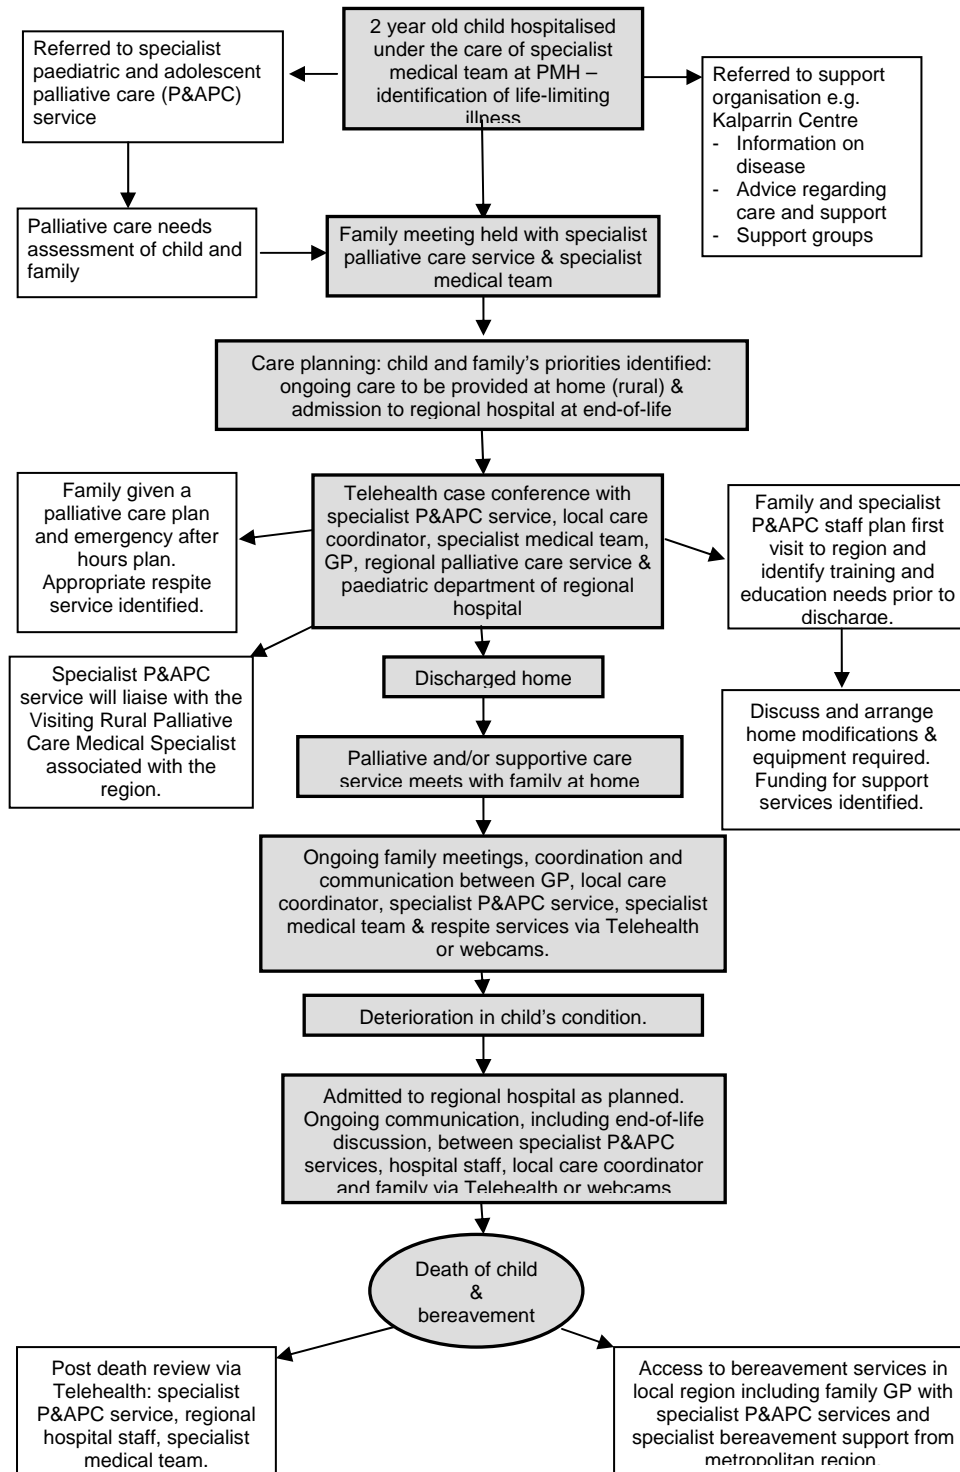 2 year old child hospitalised
under the care of specialist
medical team at PMH –
identification of life-limiting
illness
Referred to specialist
paediatric and adolescent
palliative care (P&APC)
service
Referred to support
organisation e.g.
Kalparrin Centre
- Information on
disease
- Advice regarding
care and support
- Support groups
Palliative care needs
assessment of child and
family
Family meeting held with specialist
palliative care service & specialist
medical team
Care planning: child and family’s priorities identified:
ongoing care to be provided at home (rural) &
admission to regional hospital at end-of-life
Family given a
palliative care plan
and emergency after
hours plan.
Appropriate respite
service identified.
Telehealth case conference with
specialist P&APC service, local care
coordinator, specialist medical team,
GP, regional palliative care service &
paediatric department of regional
hospital
Family and specialist
P&APC staff plan first
visit to region and
identify training and
education needs prior to
discharge.
Specialist P&APC
service will liaise with the
Visiting Rural Palliative
Care Medical Specialist
associated with the
region.
Discharged home
Discuss and arrange
home modifications &
equipment required.
Funding for support
services identified.
Palliative and/or supportive care
service meets with family at home
Ongoing family meetings, coordination and
communication between GP, local care
coordinator, specialist P&APC service, specialist
medical team & respite services via Telehealth
or webcams.
Deterioration in child’s condition.
Admitted to regional hospital as planned.
Ongoing communication, including end-of-life
discussion, between specialist P&APC
services, hospital staff, local care coordinator
and family via Telehealth or webcams
Death of child
&
bereavement
Post death review via
Telehealth: specialist
P&APC service, regional
hospital staff, specialist
medical team.
Access to bereavement services in
local region including family GP with
specialist P&APC services and
specialist bereavement support from
metropolitan region.